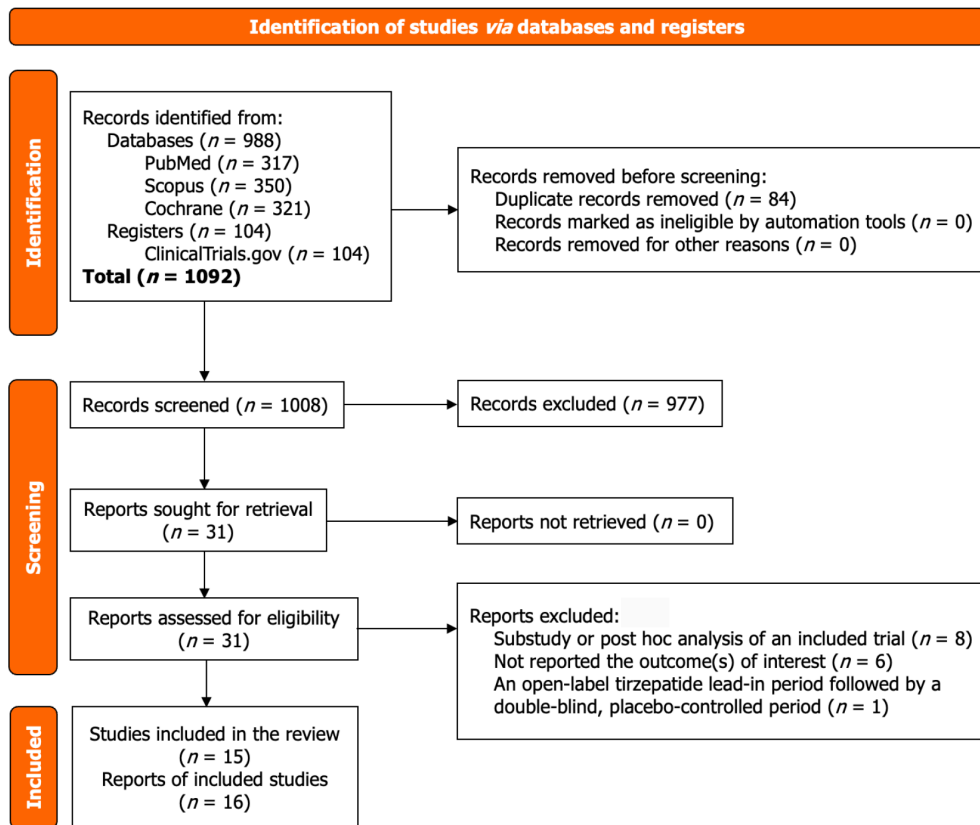 Identification of studies via databases and registers
Identification
Records identified from:
Databases (n = 988)
PubMed (n = 317)
Scopus (n = 350)
Cochrane (n = 321)
Registers (n = 104)
ClinicalTrials.gov (n = 104)
Total (n = 1092)
Records removed before screening:
Duplicate records removed (n = 84)
Records marked as ineligible by automation tools (n = 0)
Records removed for other reasons (n = 0)
Screening
Records screened (n = 1008)
Records excluded (n = 977)
Reports sought for retrieval
(n = 31)
Reports not retrieved (n = 0)
Reports assessed for eligibility
(n = 31)
Reports excluded:
Substudy or post hoc analysis of an included trial (n = 8)
Not reported the outcome(s) of interest (n = 6)
An open-label tirzepatide lead-in period followed by a
double-blind, placebo-controlled period (n = 1)
Included
Studies included in the review
(n = 15)
Reports of included studies
(n = 16)